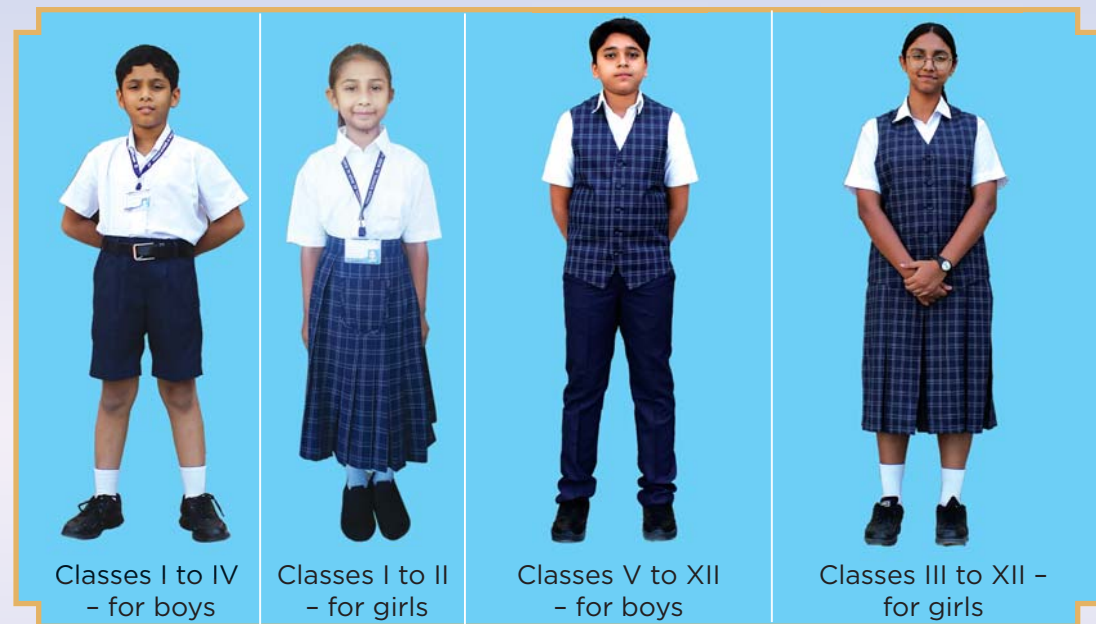 Classes I to IV
– for boys
Classes I to II
– for girls
Classes V to XII
– for boys
Classes III to XII –
for girls